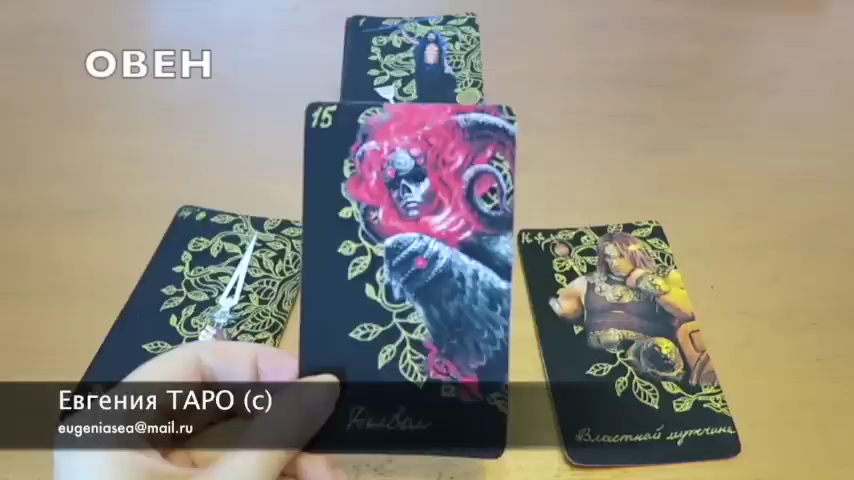 ОВЕН
15
Дьявол
Властный мужчина
Евгения ТАРО (с)
eugeniasea@mail.ru